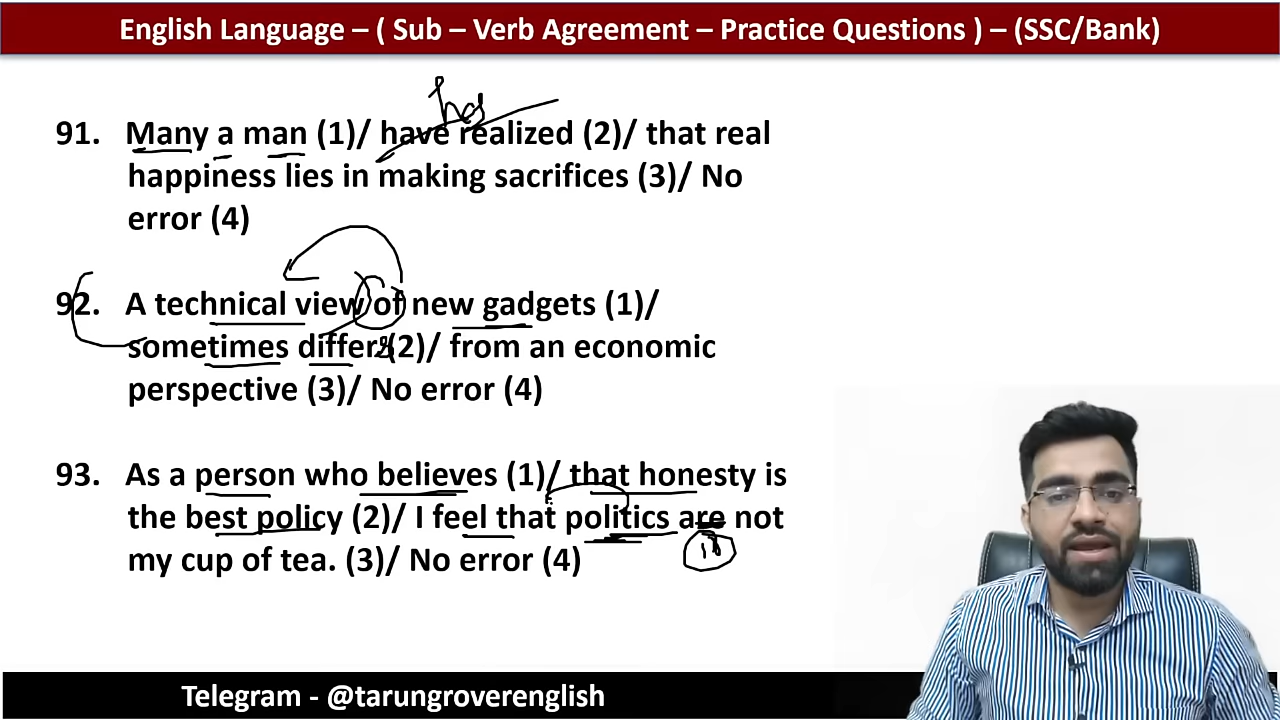 English Language – ( Sub – Verb Agreement – Practice Questions ) – (SSC/Bank)
has
91. Many a man (1)/ have realized (2)/ that real
happiness lies in making sacrifices (3)/ No
error (4)
92. A technical view of new gadgets (1)/
sometimes differs(2)/ from an economic
perspective (3)/ No error (4)
93. As a person who believes (1)/ that honesty is
the best policy (2)/ I feel that politics are not
my cup of tea. (3)/ No error (4)
is
Telegram - @tarungroverenglish